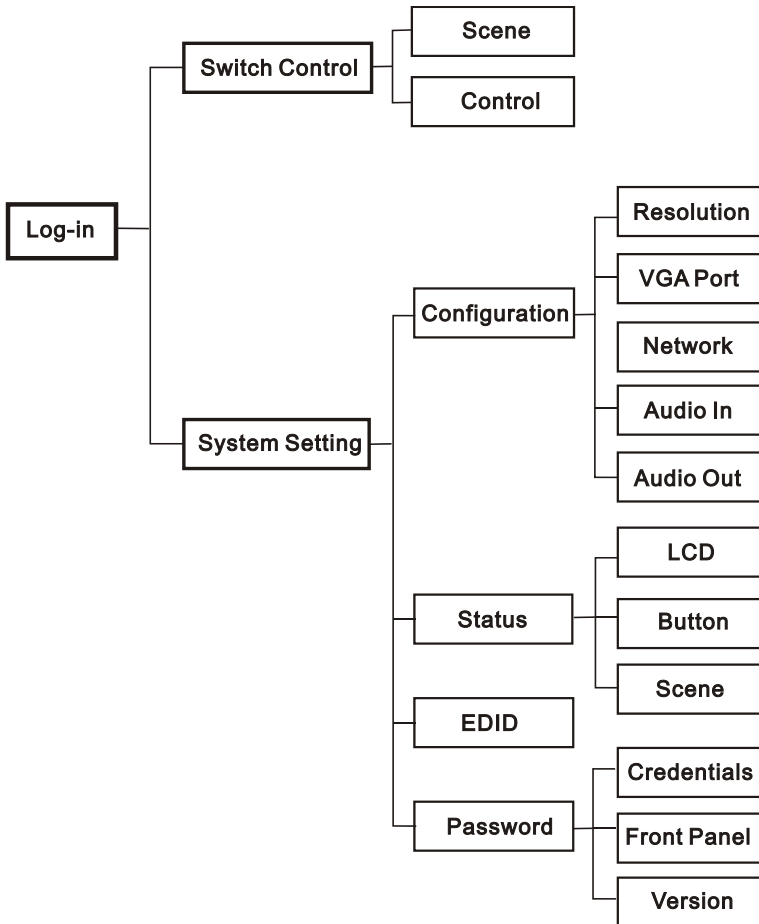 Log-in
Switch Control
Scene
Control
System Setting
Configuration
Resolution
VGA Port
Network
Audio In
Audio Out
Status
LCD
Button
Scene
EDID
Password
Credentials
Front Panel
Version